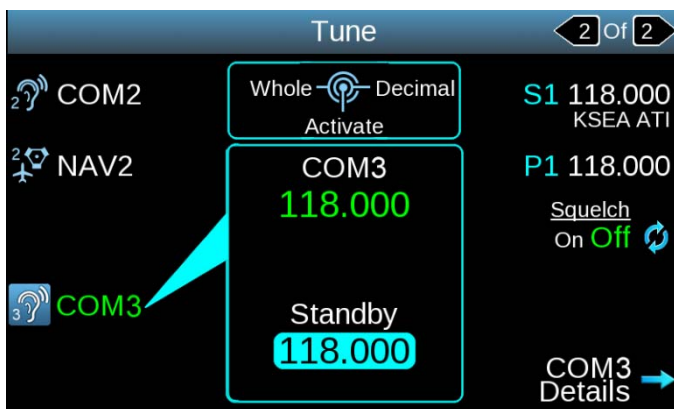 Tune
2 Of 2
2 COM2
Whole Decimal
Activate
S1 118.000
KSEA ATI
2 NAV2
COM3
118.000
P1 118.000
Squelch
On Off
3 COM3
Standby
118.000
COM3
Details